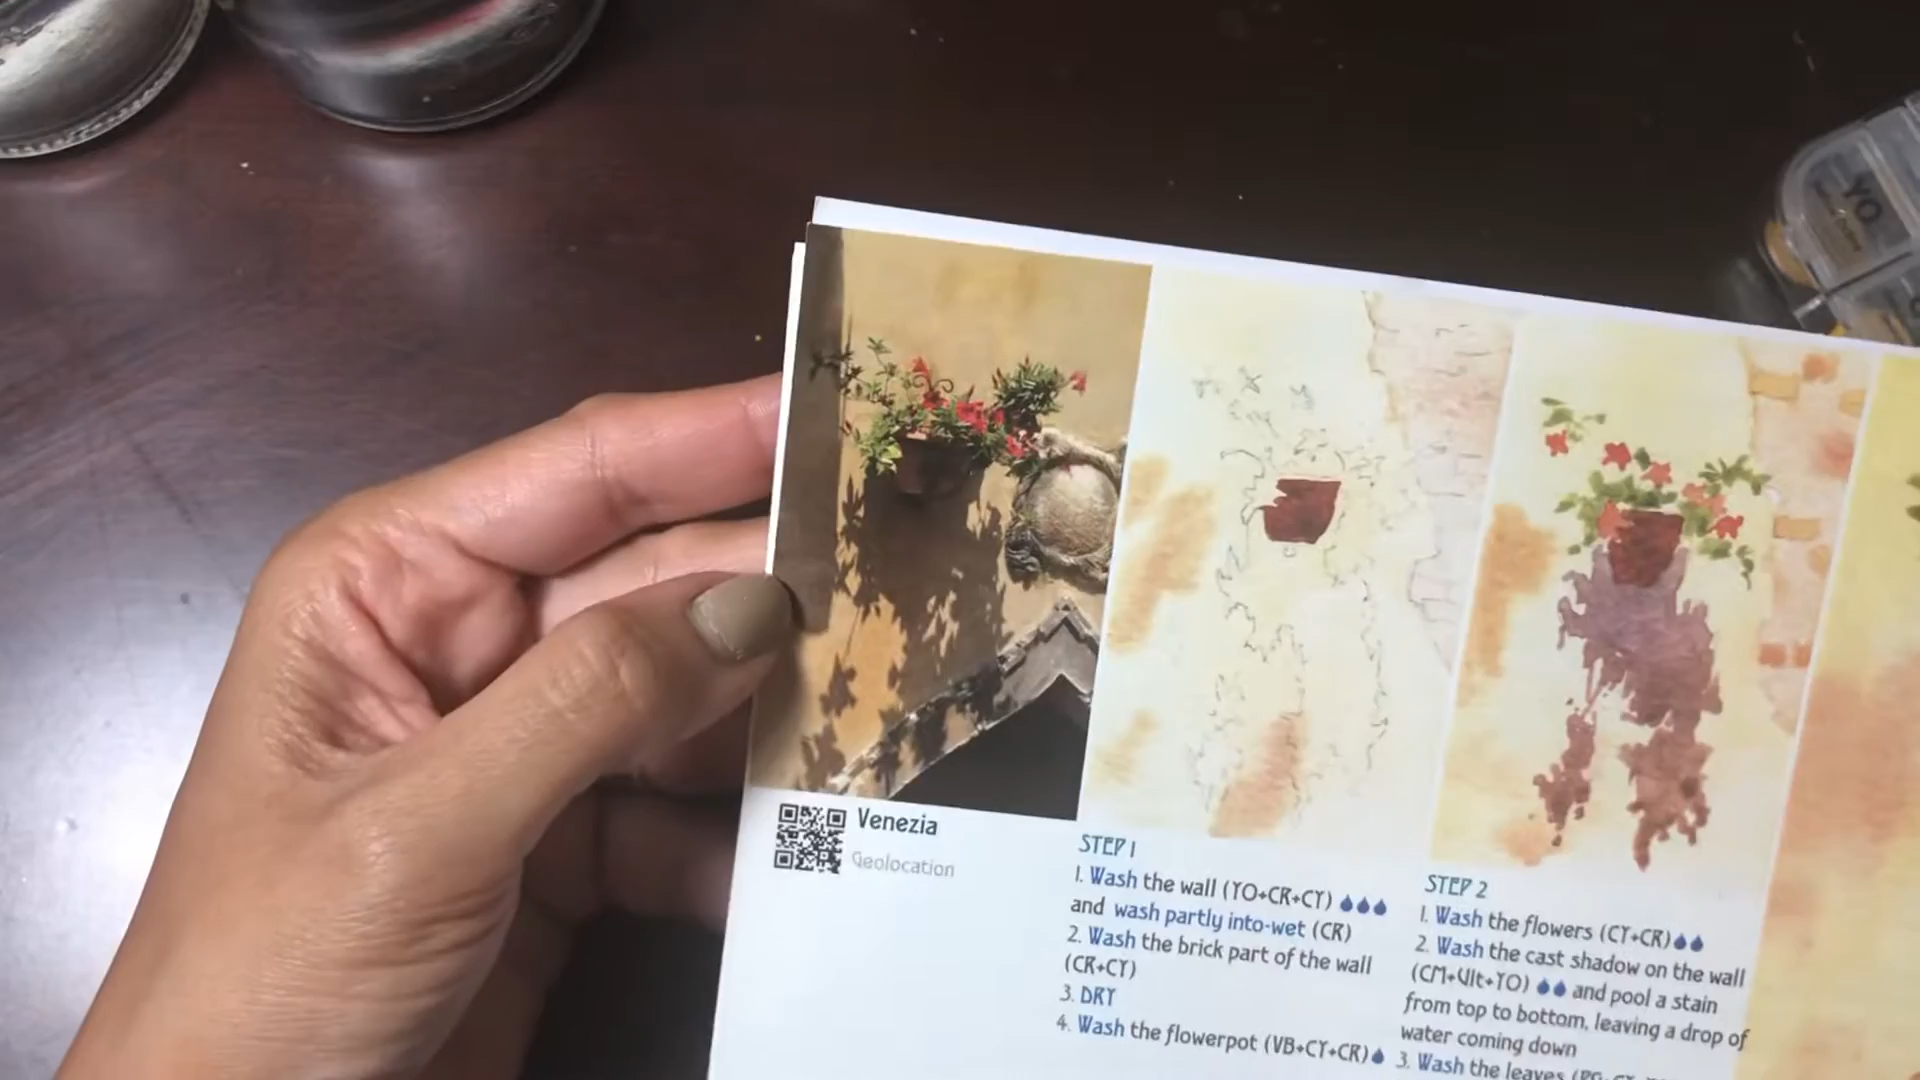 YO
Venezia
Geolocation
STEP 1
1. Wash the wall (YO+CR+CY)
and wash partly into-wet (CR)
2. Wash the brick part of the wall
(CR+CY)
3. DRY
4. Wash the flowerpot (VB+CY+CR)
STEP 2
1. Wash the flowers (CY+CR)
2. Wash the cast shadow on the wall
(CM+Ult+YO) and pool a stain
from top to bottom, leaving a drop of
water coming down
3. Wash the leaves